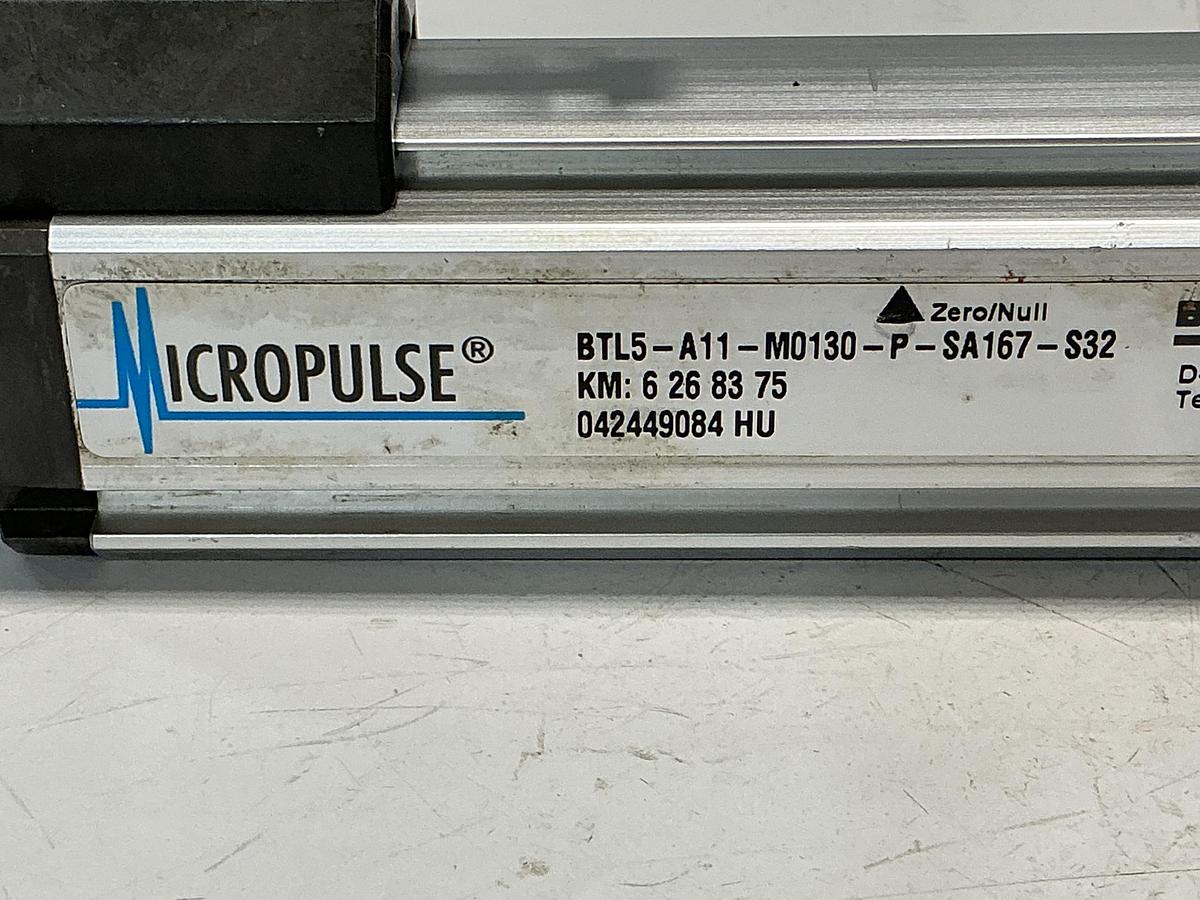 MICROPULSE®
Zero/Null
BTL5-A11-M0130-P-SA167-S32
KM: 6 26 83 75
042449084 HU